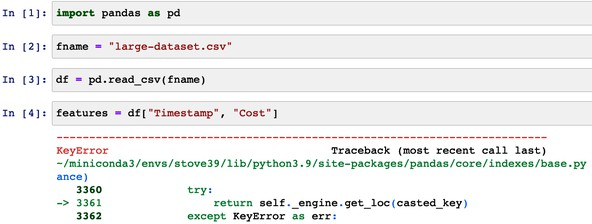 In [1]: import pandas as pd
In [2]: fname = "large-dataset.csv"
In [3]: df = pd.read_csv(fname)
In [4]: features = df["Timestamp", "Cost"]
---------------------------------------------------------------------------
KeyError Traceback (most recent call last)
~/miniconda3/envs/stove39/lib/python3.9/site-packages/pandas/core/indexes/base.py
ance)
3360 try:
-> 3361 return self._engine.get_loc(casted_key)
3362 except KeyError as err: